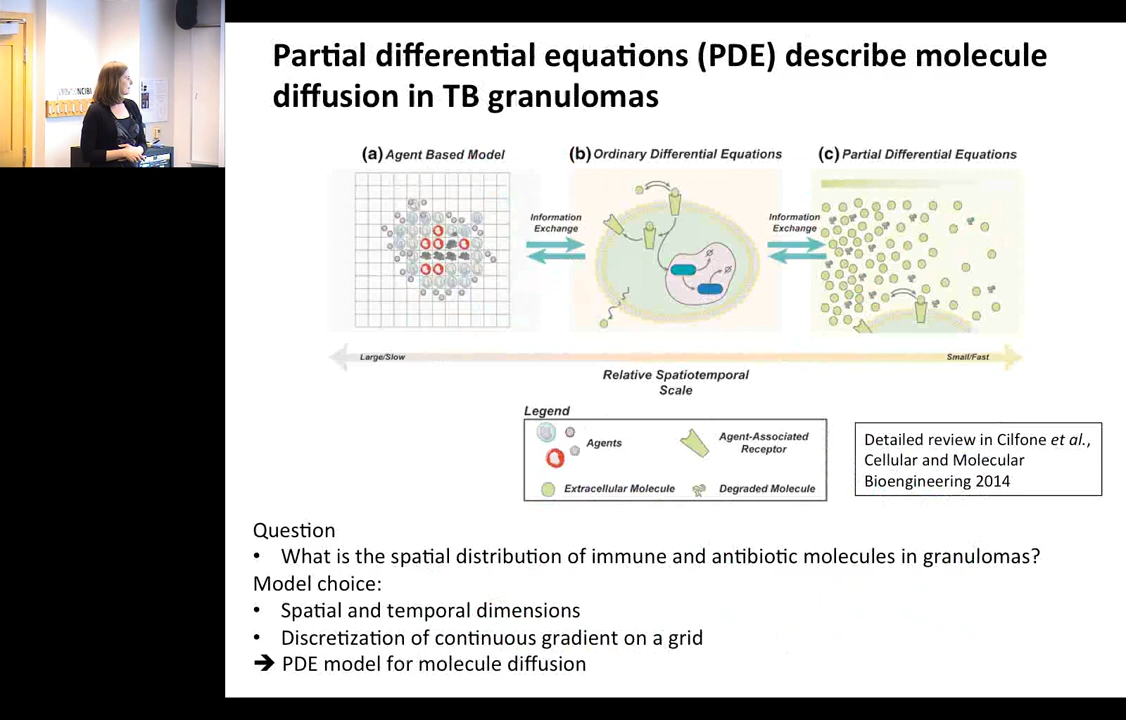 NCIBI
Partial differential equations (PDE) describe molecule
diffusion in TB granulomas
(a) Agent Based Model
(b) Ordinary Differential Equations
(c) Partial Differential Equations
Information
Exchange
Information
Exchange
Large/Slow
Small/Fast
Relative Spatiotemporal
Scale
Legend
Agents
Agent-Associated
Receptor
Extracellular Molecule
Degraded Molecule
Detailed review in Cilfone et al.,
Cellular and Molecular
Bioengineering 2014
Question
• What is the spatial distribution of immune and antibiotic molecules in granulomas?
Model choice:
• Spatial and temporal dimensions
• Discretization of continuous gradient on a grid
➔ PDE model for molecule diffusion